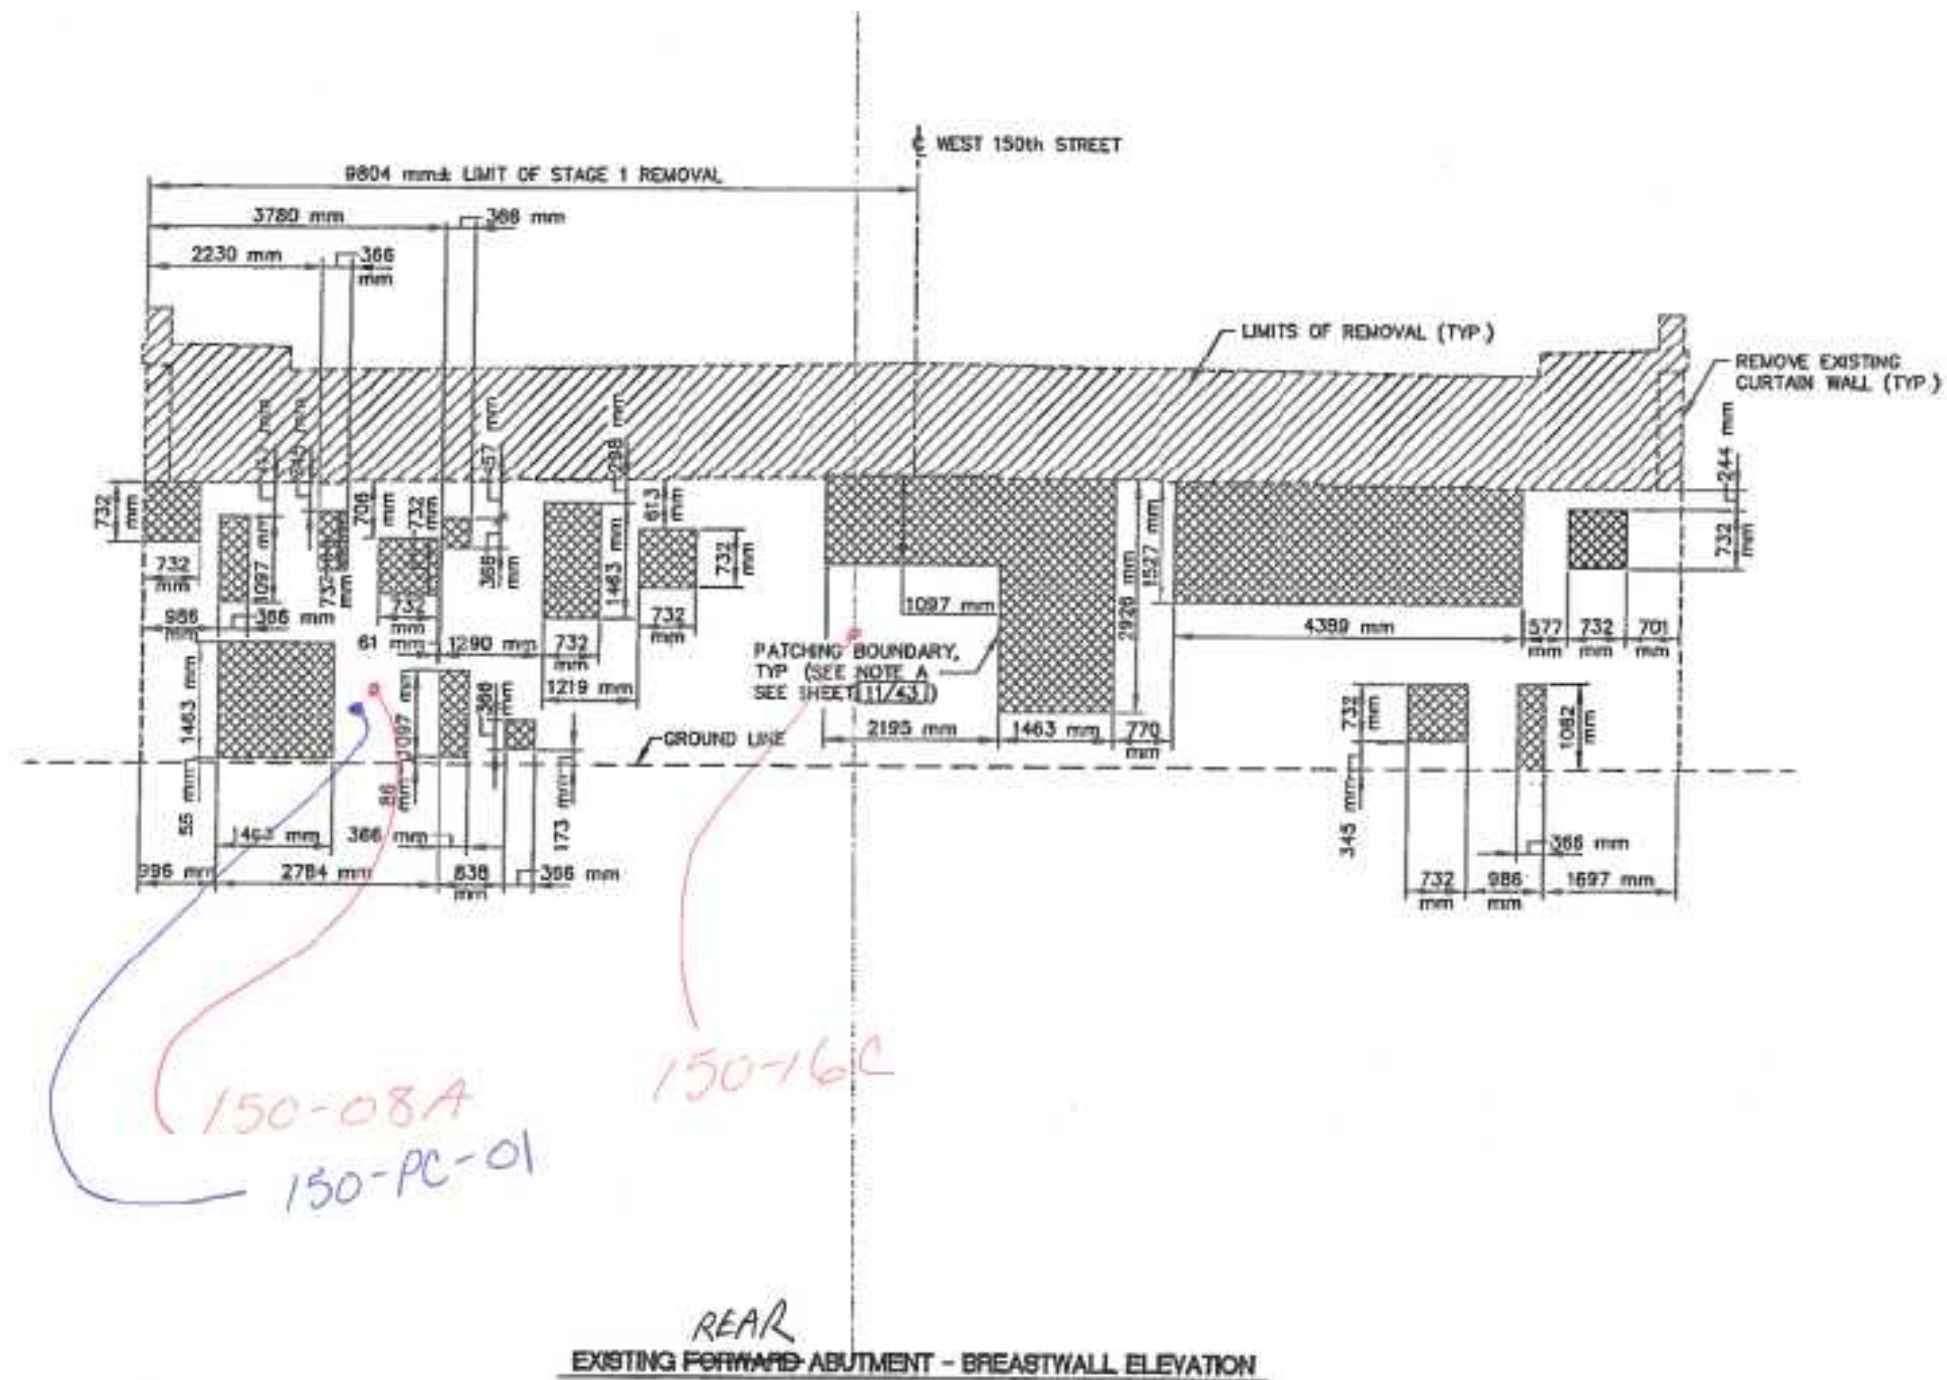 ℄ WEST 150th STREET
9804 mm± LIMIT OF STAGE 1 REMOVAL
3780 mm
366 mm
2230 mm
366
mm
LIMITS OF REMOVAL (TYP.)
REMOVE EXISTING
CURTAIN WALL (TYP.)
244 mm
732
mm
732
mm
986
mm
366 mm
1097 mm
732 mm
706
mm
732
mm
61 mm
1290 mm
366
mm
1463 mm
732
mm
1219 mm
613
mm
732
mm
732
mm
1097 mm
2926 mm
1527 mm
4389 mm
577
mm
732
mm
701
mm
732
mm
PATCHING BOUNDARY,
TYP (SEE NOTE A
SEE SHEET 11/43)
2195 mm
1463 mm
770
mm
GROUND LINE
1463 mm
55 mm
1463 mm
996 mm
2784 mm
1097 mm
86
mm
366 mm
838
mm
366
mm
173 mm
366 mm
732
mm
345 mm
1082
mm
366 mm
732
mm
986
mm
1697 mm
150-08A
150-16C
150-PC-01
REAR
EXISTING FORWARD ABUTMENT - BREASTWALL ELEVATION